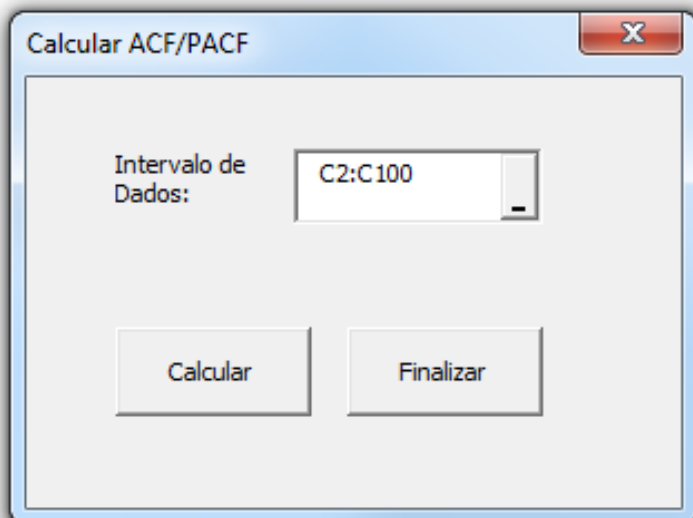 Calcular ACF/PACF
Intervalo de
Dados:
C2:C100
Calcular
Finalizar